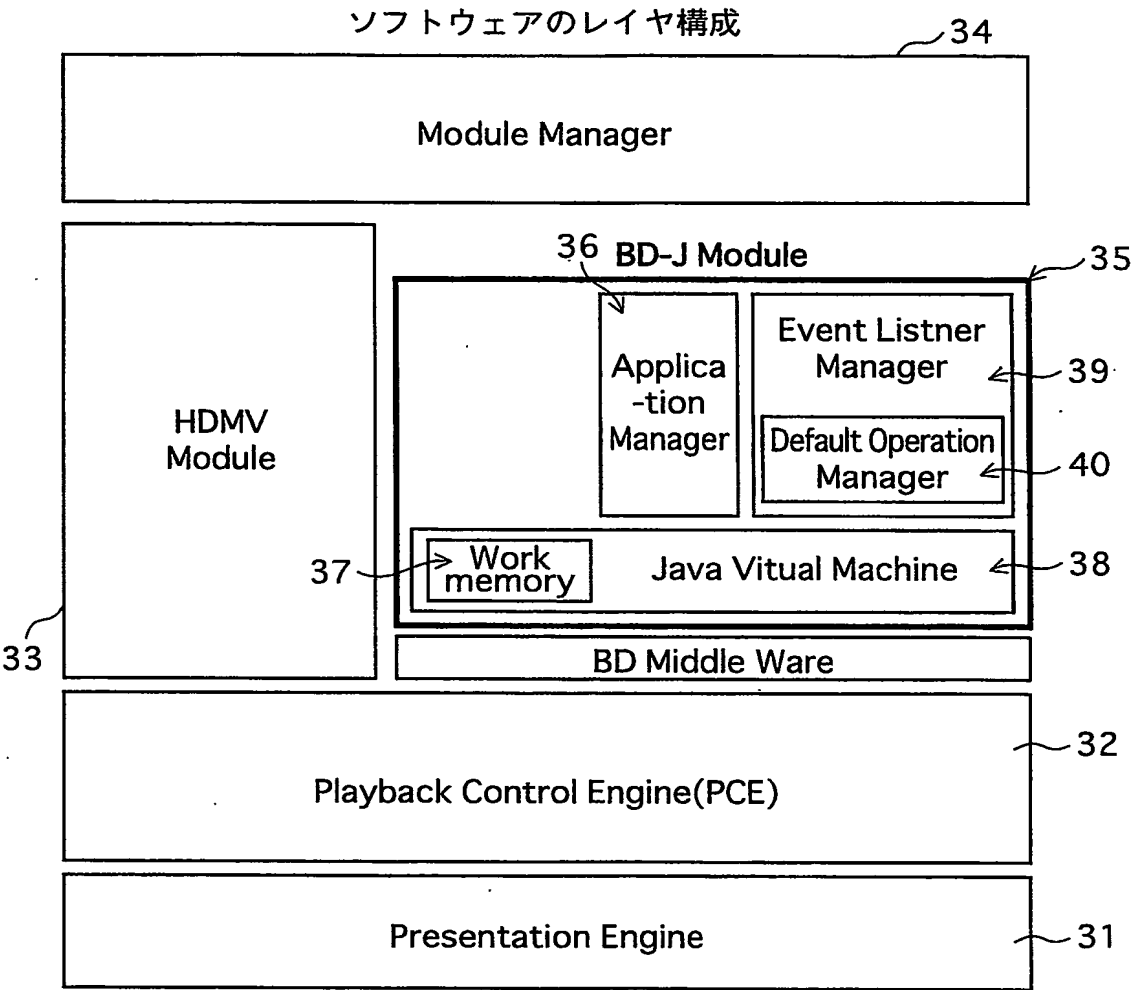 ソフトウェアのレイヤ構成
34
Module Manager
36
BD-J Module
35
HDMV
Module
33
Applica
-tion
Manager
Event Listner
Manager
39
Default Operation
Manager
40
37
Work
memory
Java Vitual Machine
38
BD Middle Ware
Playback Control Engine(PCE)
32
Presentation Engine
31